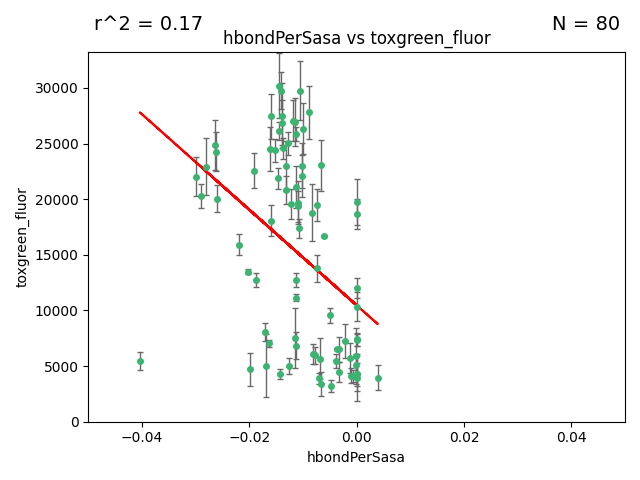 r^2 = 0.17
N = 80
hbondPerSasa vs toxgreen_fluor
30000
25000
20000
15000
10000
5000
0
toxgreen_fluor
−0.04
−0.02
0.00
0.02
0.04
hbondPerSasa